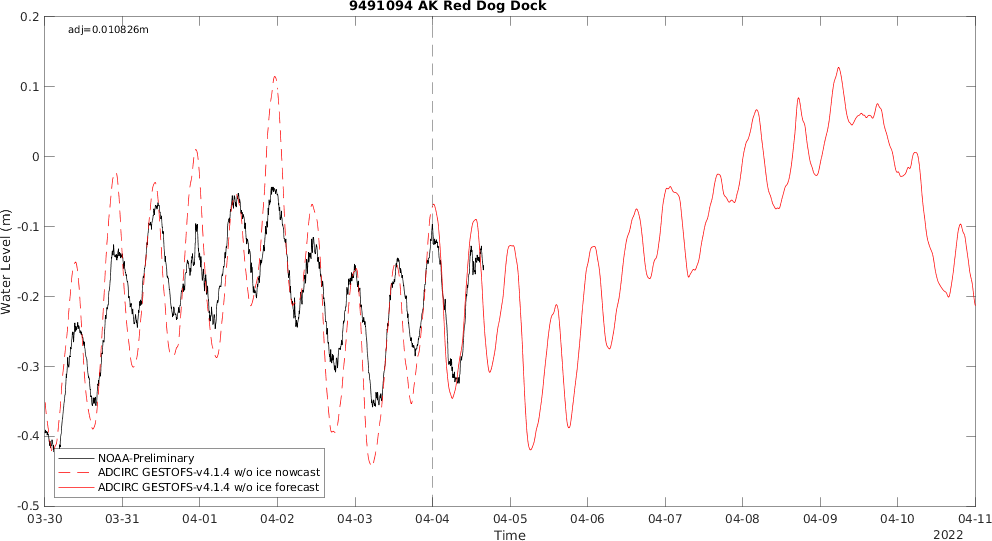 9491094 AK Red Dog Dock
adj=0.010826m
0.2
0.1
0
-0.1
-0.2
-0.3
-0.4
-0.5
Water Level (m)
NOAA-Preliminary
ADCIRC GESTOFS-v4.1.4 w/o ice nowcast
ADCIRC GESTOFS-v4.1.4 w/o ice forecast
03-30 03-31 04-01 04-02 04-03 04-04 04-05 04-06 04-07 04-08 04-09 04-10 04-11
Time
2022